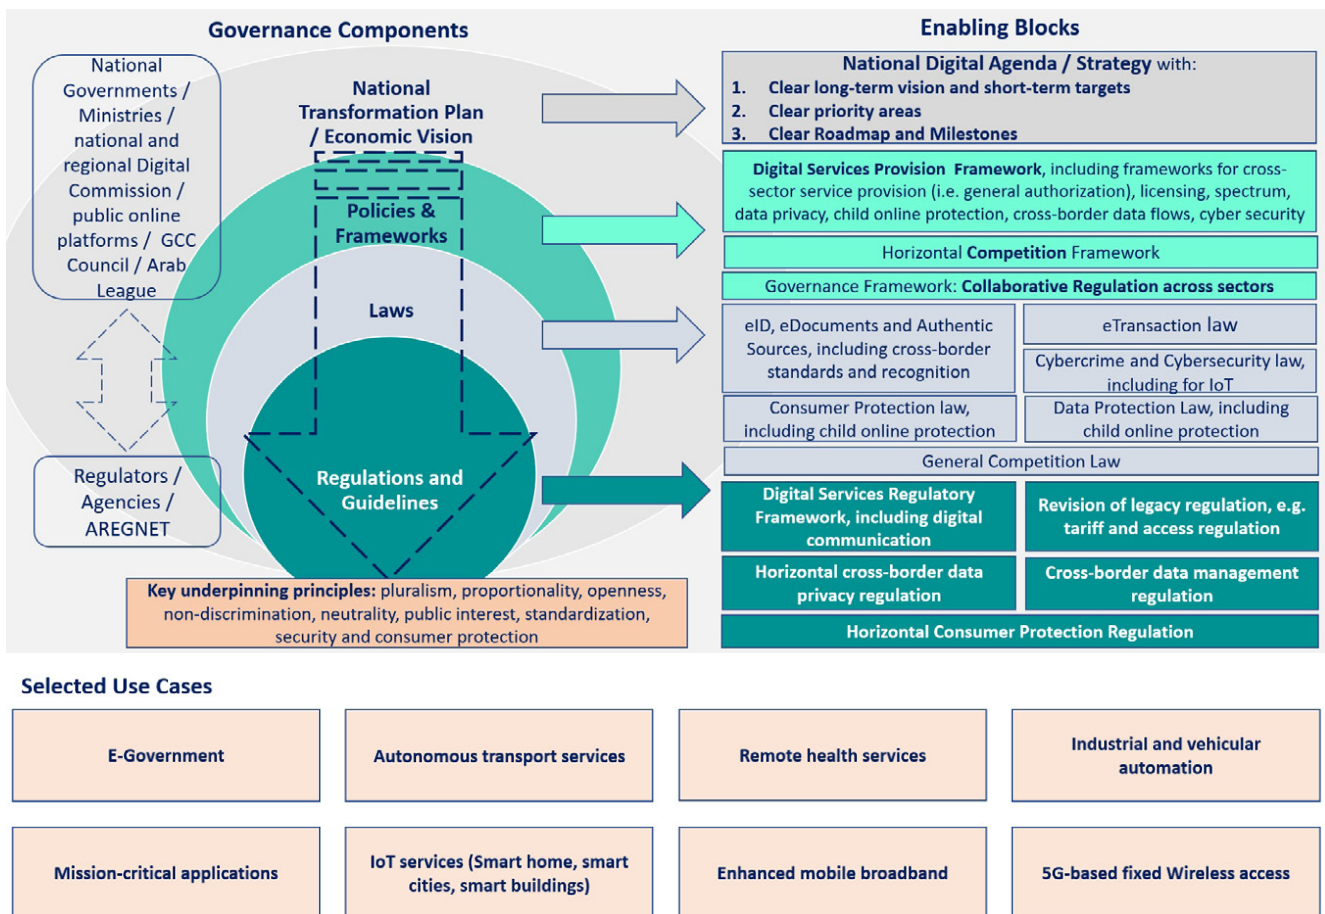 Governance Components
National
Governments /
Ministries /
national and
regional Digital
Commission /
public online
platforms / GCC
Council / Arab
League
Regulators /
Agencies /
AREGNET
National
Transformation Plan
/ Economic Vision
Policies &
Frameworks
Laws
Regulations and
Guidelines
Key underpinning principles: pluralism, proportionality, openness,
non-discrimination, neutrality, public interest, standardization,
security and consumer protection
Enabling Blocks
National Digital Agenda / Strategy with:
1. Clear long-term vision and short-term targets
2. Clear priority areas
3. Clear Roadmap and Milestones
Digital Services Provision Framework, including frameworks for cross-
sector service provision (i.e. general authorization), licensing, spectrum,
data privacy, child online protection, cross-border data flows, cyber security
Horizontal Competition Framework
Governance Framework: Collaborative Regulation across sectors
eID, eDocuments and Authentic
Sources, including cross-border
standards and recognition
eTransaction law
Cybercrime and Cybersecurity law,
including for IoT
Consumer Protection law,
including child online protection
Data Protection Law, including
child online protection
General Competition Law
Digital Services Regulatory
Framework, including digital
communication
Revision of legacy regulation, e.g.
tariff and access regulation
Horizontal cross-border data
privacy regulation
Cross-border data management
regulation
Horizontal Consumer Protection Regulation
Selected Use Cases
E-Government
Autonomous transport services
Remote health services
Industrial and vehicular
automation
Mission-critical applications
IoT services (Smart home, smart
cities, smart buildings)
Enhanced mobile broadband
5G-based fixed Wireless access